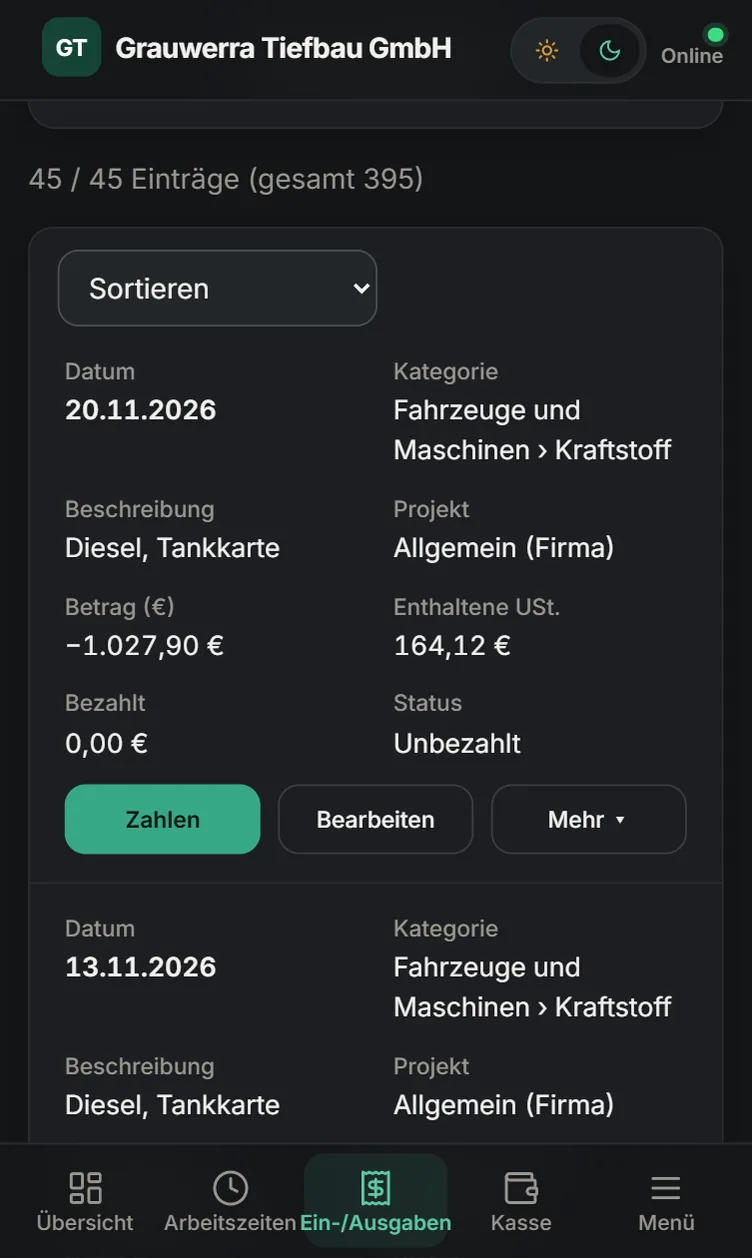 GT
Grauwerra Tiefbau GmbH
Online
45 / 45 Einträge (gesamt 395)
Sortieren
Datum
20.11.2026
Kategorie
Fahrzeuge und
Maschinen › Kraftstoff
Beschreibung
Diesel, Tankkarte
Projekt
Allgemein (Firma)
Betrag (€)
−1.027,90 €
Enthaltene USt.
164,12 €
Bezahlt
0,00 €
Status
Unbezahlt
Zahlen
Bearbeiten
Mehr ▾
Datum
13.11.2026
Kategorie
Fahrzeuge und
Maschinen › Kraftstoff
Beschreibung
Diesel, Tankkarte
Projekt
Allgemein (Firma)
Übersicht
Arbeitszeiten
Ein-/Ausgaben
Kasse
Menü